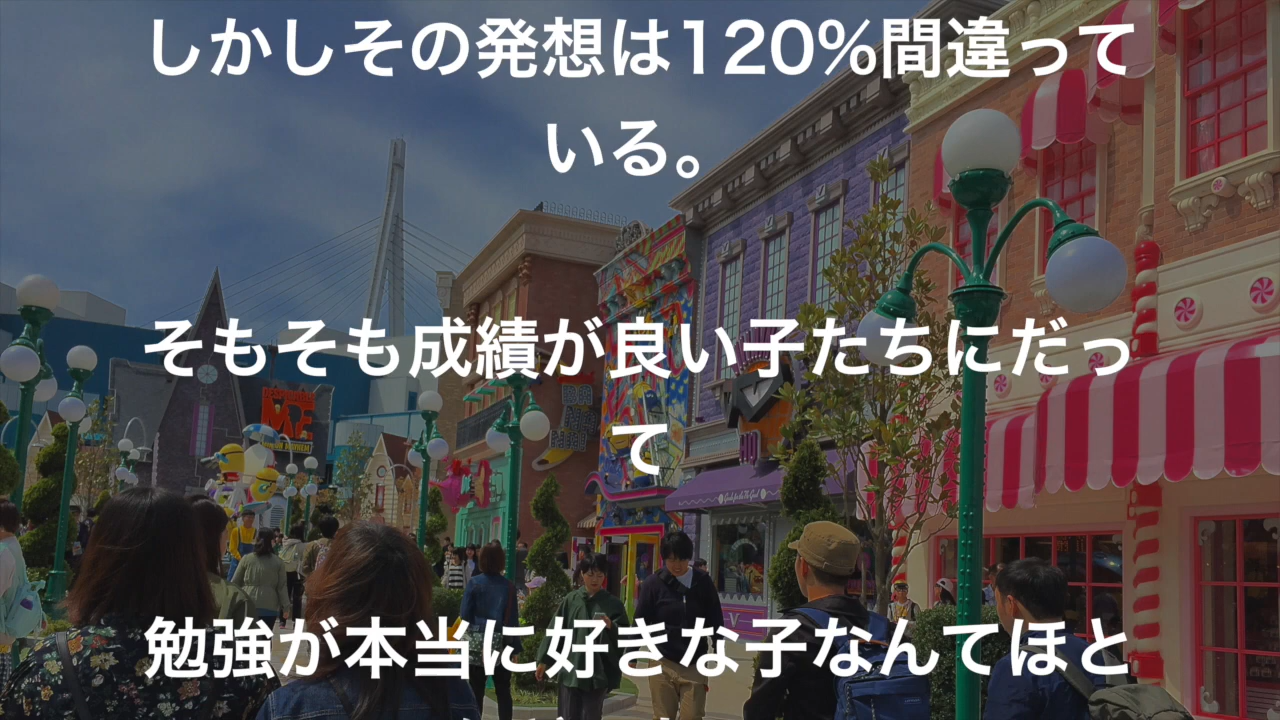 しかしその発想は120%間違って
いる。
そもそも成績が良い子たちにだっ
て
勉強が本当に好きな子なんてほと